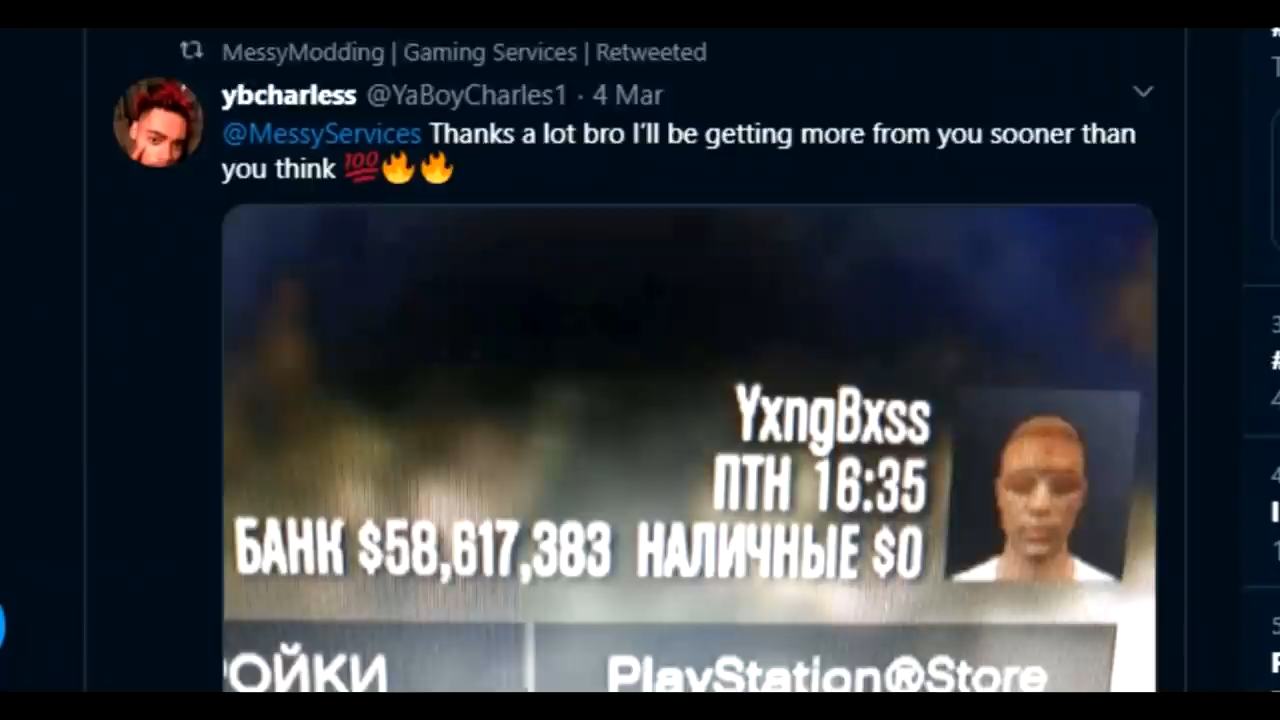 MessyModding | Gaming Services | Retweeted
ybcharless @YaBoyCharles1 · 4 Mar
@MessyServices Thanks a lot bro I'll be getting more from you sooner than
you think 💯🔥🔥
YxngBxss
ПТН 16:35
БАНК $58,617,383 НАЛИЧНЫЕ $0
РОЙКИ PlayStation®Store